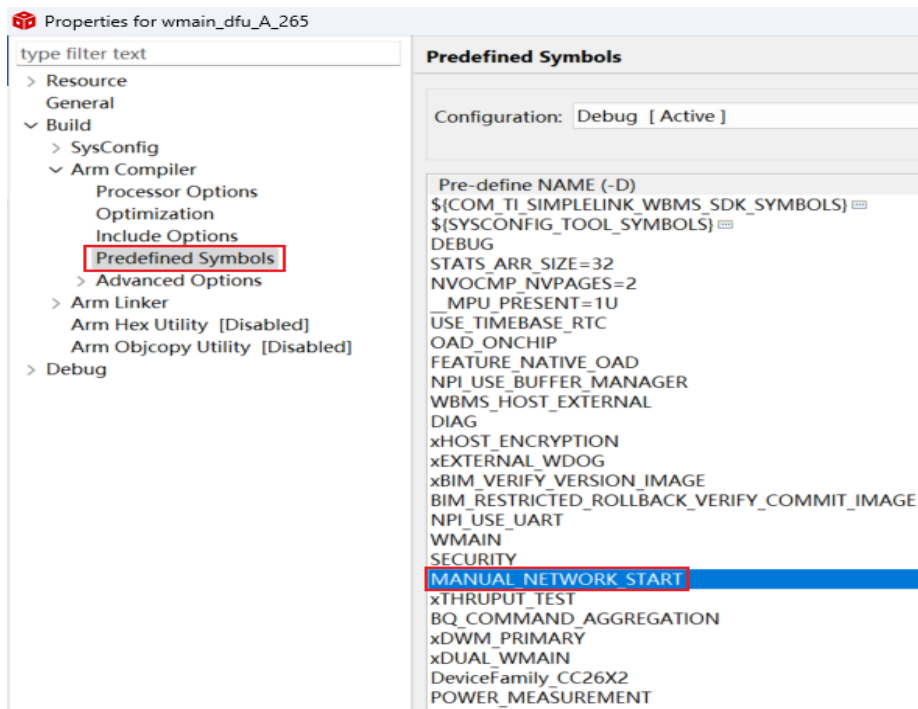 Properties for wmain_dfu_A_265
type filter text
Resource
General
Build
SysConfig
Arm Compiler
Processor Options
Optimization
Include Options
Predefined Symbols
Advanced Options
Arm Linker
Arm Hex Utility [Disabled]
Arm Objcopy Utility [Disabled]
Debug
Predefined Symbols
Configuration: Debug [ Active ]
Pre-define NAME (-D)
${COM_TI_SIMPLELINK_WBMS_SDK_SYMBOLS}
${SYSCONFIG_TOOL_SYMBOLS}
DEBUG
STATS_ARR_SIZE=32
NVOCMP_NVPAGES=2
__MPU_PRESENT=1U
USE_TIMEBASE_RTC
OAD_ONCHIP
FEATURE_NATIVE_OAD
NPI_USE_BUFFER_MANAGER
WBMS_HOST_EXTERNAL
DIAG
xHOST_ENCRYPTION
xEXTERNAL_WDOG
xBIM_VERIFY_VERSION_IMAGE
BIM_RESTRICTED_ROLLBACK_VERIFY_COMMIT_IMAGE
NPI_USE_UART
WMAIN
SECURITY
MANUAL_NETWORK_START
xTHRUPUT_TEST
BQ_COMMAND_AGGREGATION
xDWM_PRIMARY
xDUAL_WMAIN
DeviceFamily_CC26X2
POWER_MEASUREMENT